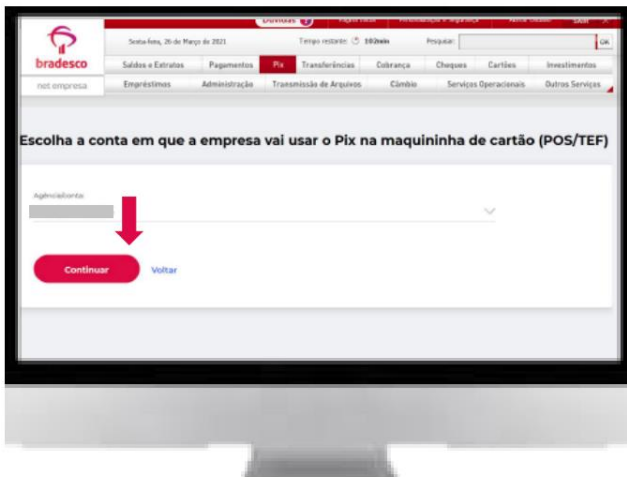 Dúvidas ?
SAIR X
Sexta-feira, 26 de Março de 2021 Tempo restante: 102min Pesquisar: OK
bradesco
Saldos e Extratos Pagamentos Pix Transferências Cobrança Cheques Cartões Investimentos
net empresa
Empréstimos Administração Transmissão de Arquivos Câmbio Serviços Operacionais Outros Serviços
Escolha a conta em que a empresa vai usar o Pix na maquininha de cartão (POS/TEF)
Agência/conta
Continuar Voltar